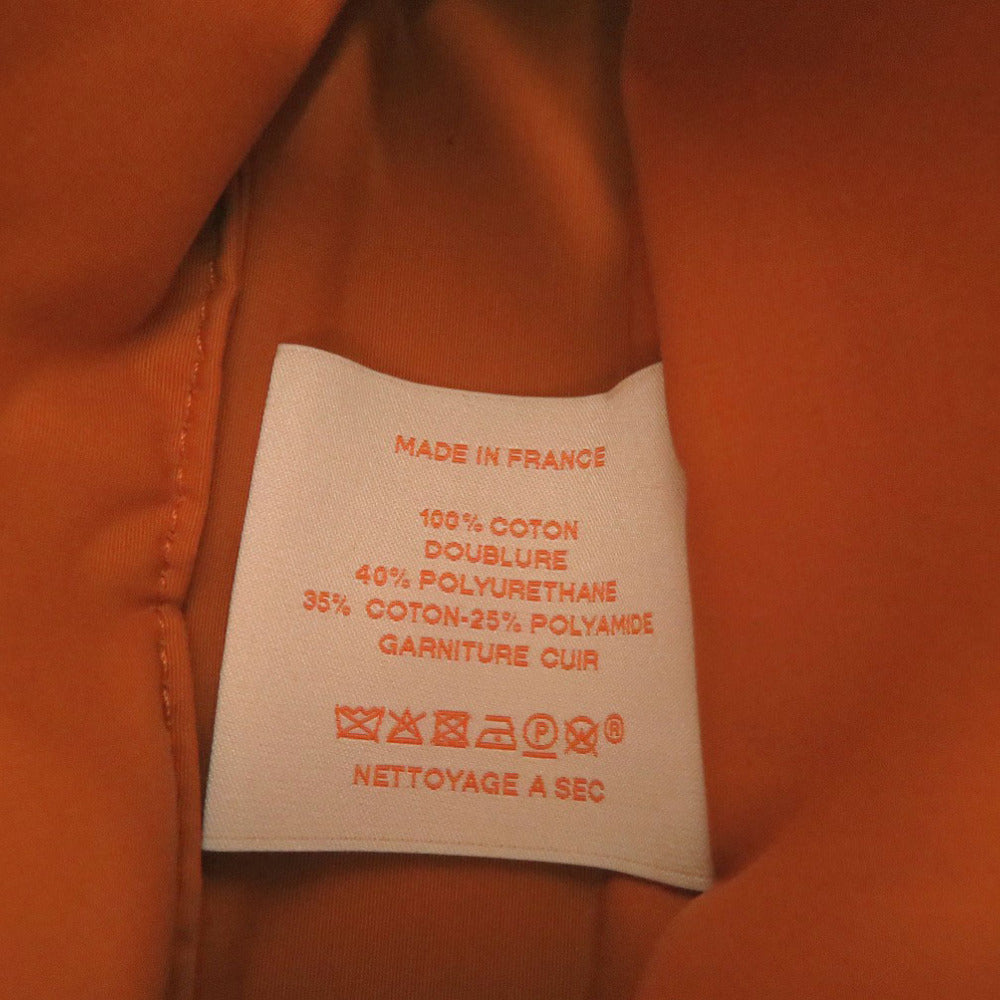 MADE IN FRANCE
100% COTON
DOUBLURE
40% POLYURETHANE
35% COTON-25% POLYAMIDE
GARNITURE CUIR
P ®
NETTOYAGE A SEC